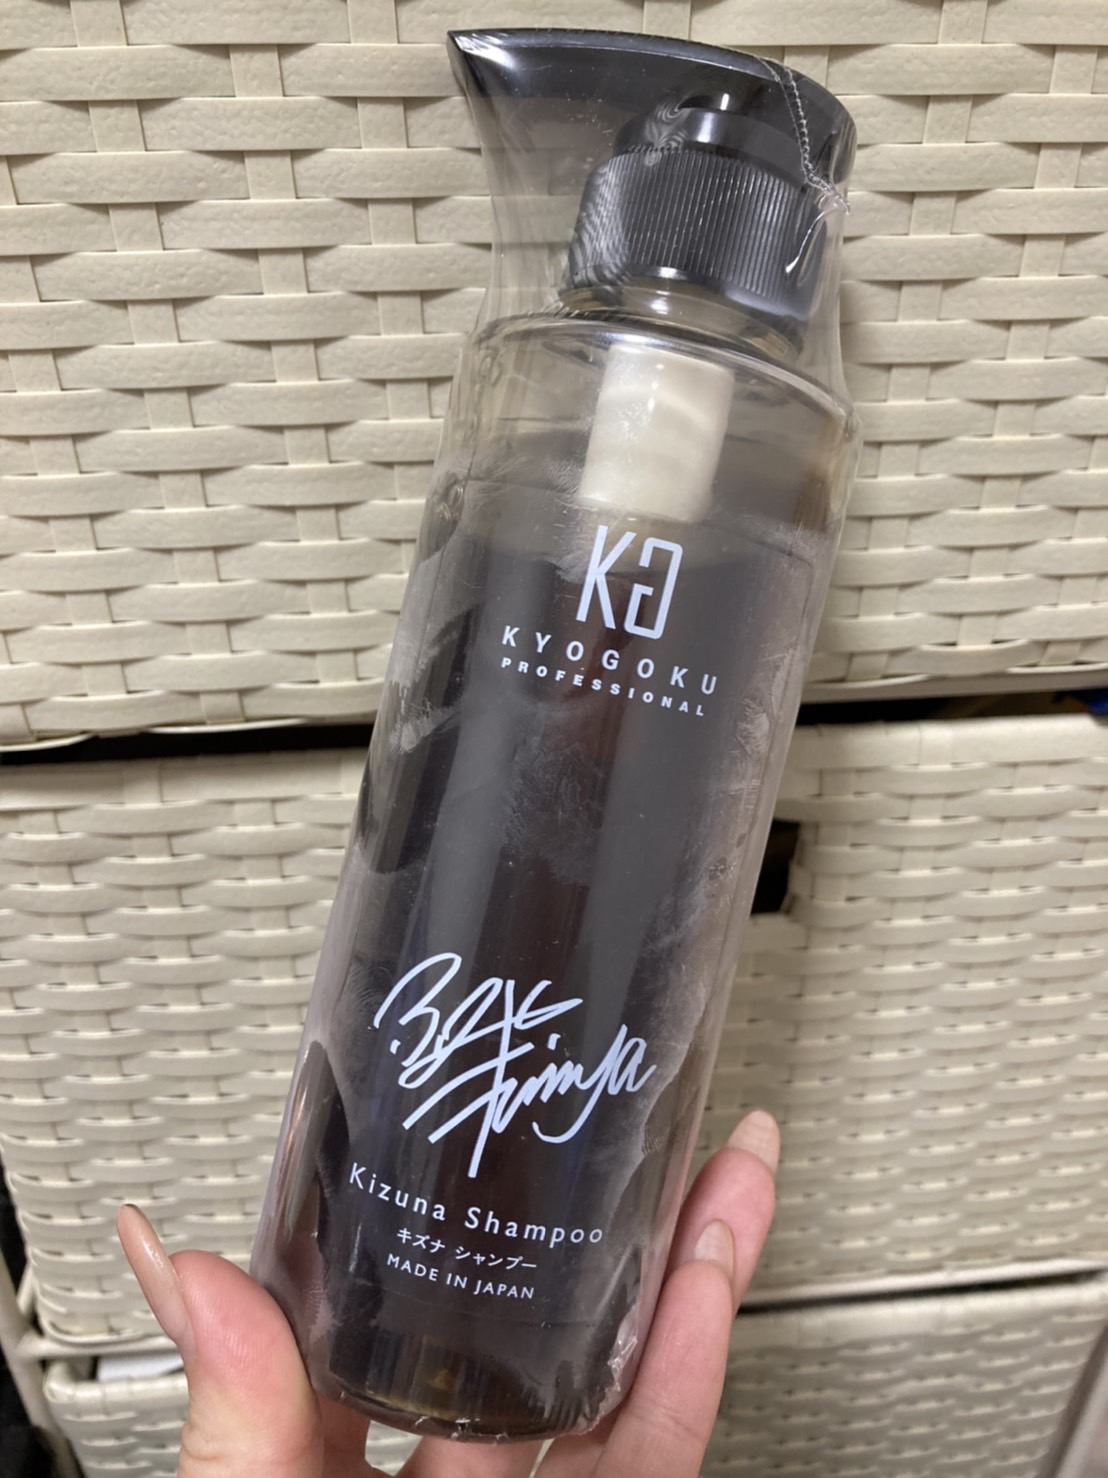 KG
KYOGOKU
PROFESSIONAL
Kizuna Shampoo
キズナ シャンプー
MADE IN JAPAN